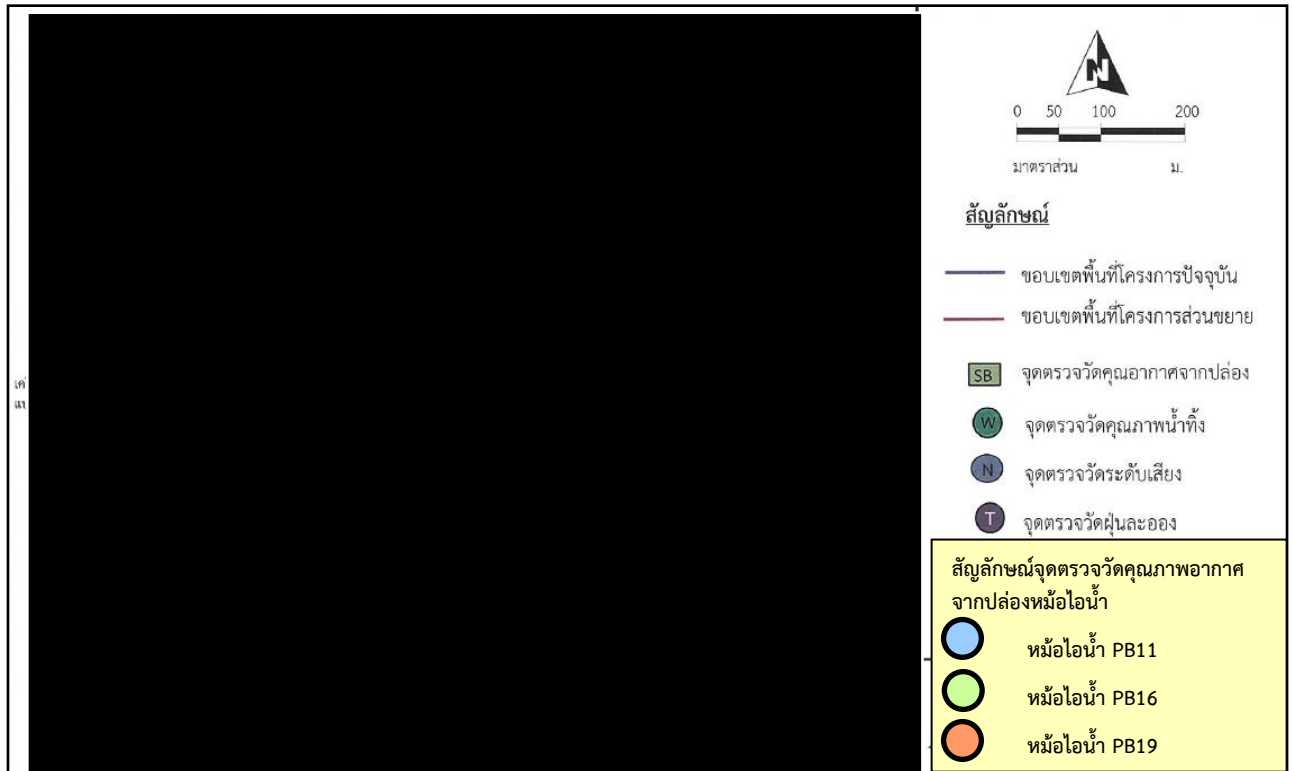 N
0 50 100 200
มาตราส่วน ม.
สัญลักษณ์
ขอบเขตพื้นที่โครงการปัจจุบัน
ขอบเขตพื้นที่โครงการส่วนขยาย
SB จุดตรวจวัดคุณอากาศจากปล่อง
W จุดตรวจวัดคุณภาพน้ำทิ้ง
N จุดตรวจวัดระดับเสียง
T จุดตรวจวัดฝุ่นละออง
สัญลักษณ์จุดตรวจวัดคุณภาพอากาศ
จากปล่องหม้อไอน้ำ
หม้อไอน้ำ PB11
หม้อไอน้ำ PB16
หม้อไอน้ำ PB19